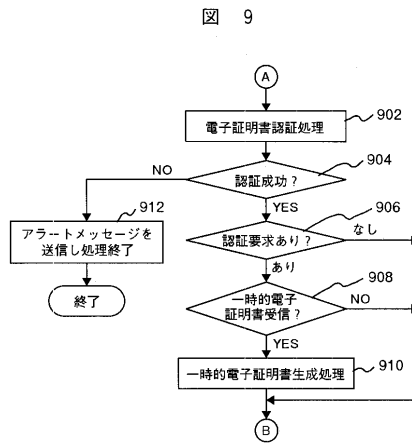 図 9
A
電子証明書認証処理
902
904
認証成功?
NO
YES
912
アラートメッセージを
送信し処理終了
終了
906
認証要求あり?
なし
あり
908
一時的電子
証明書受信?
NO
YES
910
一時的電子証明書生成処理
B